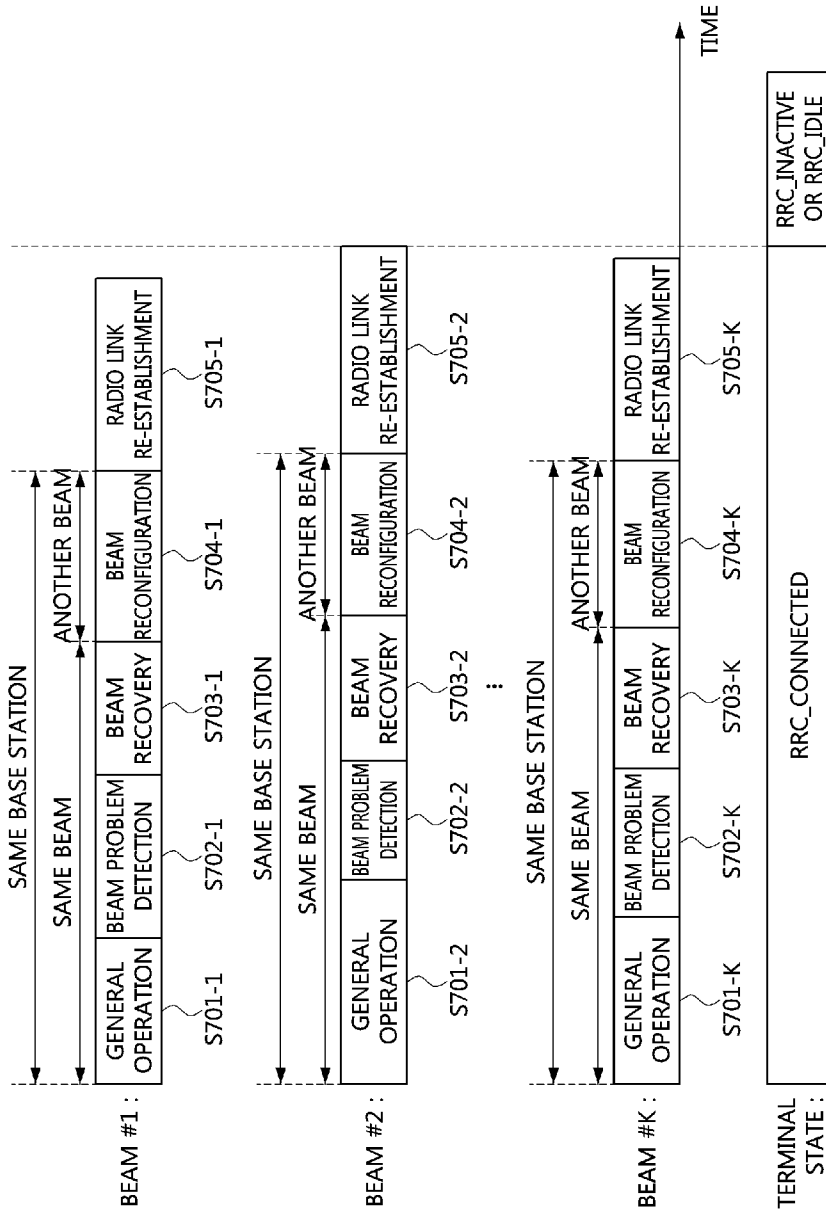 BEAM #1 :
SAME BASE STATION
SAME BEAM
ANOTHER BEAM
GENERAL
OPERATION
BEAM PROBLEM
DETECTION
BEAM
RECOVERY
BEAM
RECONFIGURATION
RADIO LINK
RE-ESTABLISHMENT
S701-1
S702-1
S703-1
S704-1
S705-1
BEAM #2 :
SAME BASE STATION
SAME BEAM
ANOTHER BEAM
GENERAL
OPERATION
BEAM PROBLEM
DETECTION
BEAM
RECOVERY
BEAM
RECONFIGURATION
RADIO LINK
RE-ESTABLISHMENT
S701-2
S702-2
S703-2
S704-2
S705-2
...
BEAM #K :
SAME BASE STATION
SAME BEAM
ANOTHER BEAM
GENERAL
OPERATION
BEAM PROBLEM
DETECTION
BEAM
RECOVERY
BEAM
RECONFIGURATION
RADIO LINK
RE-ESTABLISHMENT
S701-K
S702-K
S703-K
S704-K
S705-K
TIME
TERMINAL
STATE :
RRC_CONNECTED
RRC_INACTIVE
OR RRC_IDLE